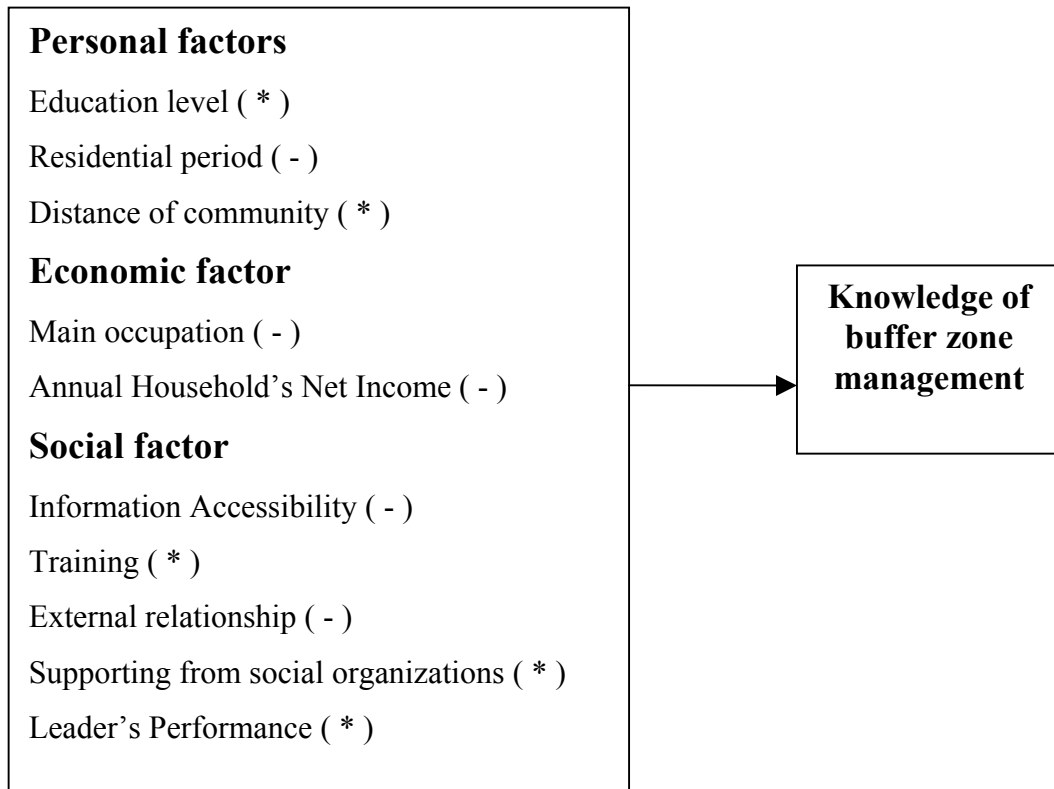 Personal factors
Education level ( * )
Residential period ( - )
Distance of community ( * )
Economic factor
Main occupation ( - )
Annual Household’s Net Income ( - )
Social factor
Information Accessibility ( - )
Training ( * )
External relationship ( - )
Supporting from social organizations ( * )
Leader’s Performance ( * )
Knowledge of
buffer zone
management